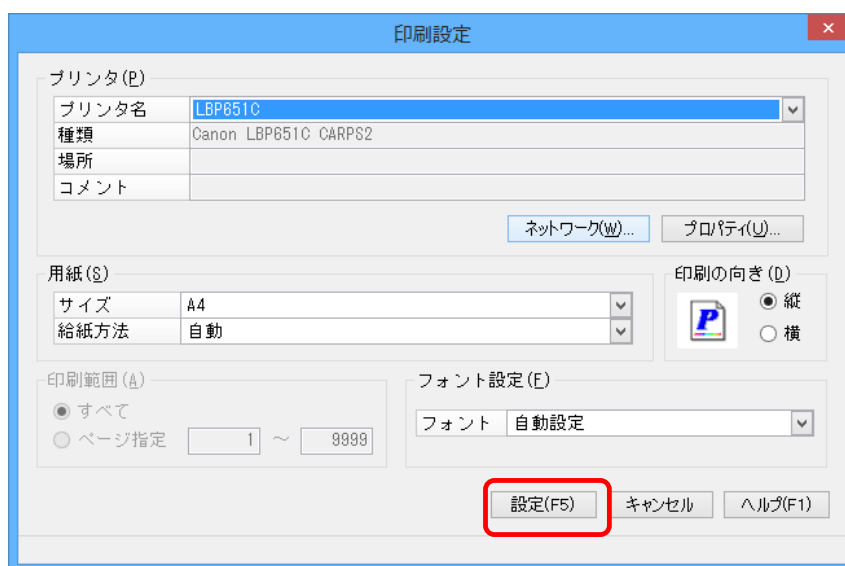 印刷設定
プリンタ(P)
プリンタ名 LBP651C
種類 Canon LBP651C CARPS2
場所
コメント
ネットワーク(W)... プロパティ(U)...
用紙(S)
サイズ A4
給紙方法 自動
印刷の向き(D)
P
縦
横
印刷範囲(A)
すべて
ページ指定 1 ～ 9999
フォント設定(F)
フォント 自動設定
設定(F5) キャンセル ヘルプ(F1)